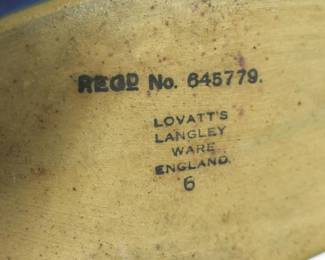 REGD No. 645779.
LOVATT'S
LANGLEY
WARE
ENGLAND.
6